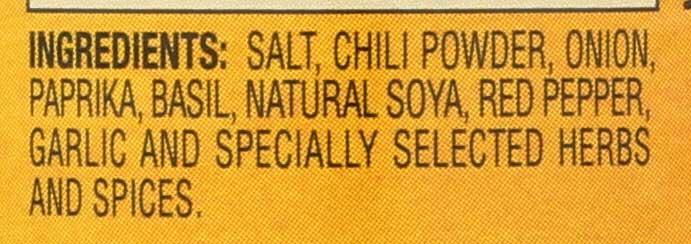 INGREDIENTS: SALT, CHILI POWDER, ONION,
PAPRIKA, BASIL, NATURAL SOYA, RED PEPPER,
GARLIC AND SPECIALLY SELECTED HERBS
AND SPICES.